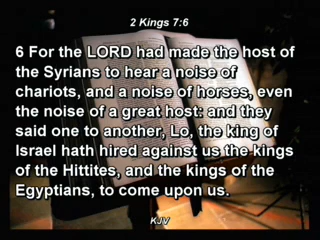 2 Kings 7:6
6 For the LORD had made the host of
the Syrians to hear a noise of
chariots, and a noise of horses, even
the noise of a great host: and they
said one to another, Lo, the king of
Israel hath hired against us the kings
of the Hittites, and the kings of the
Egyptians, to come upon us.
KJV